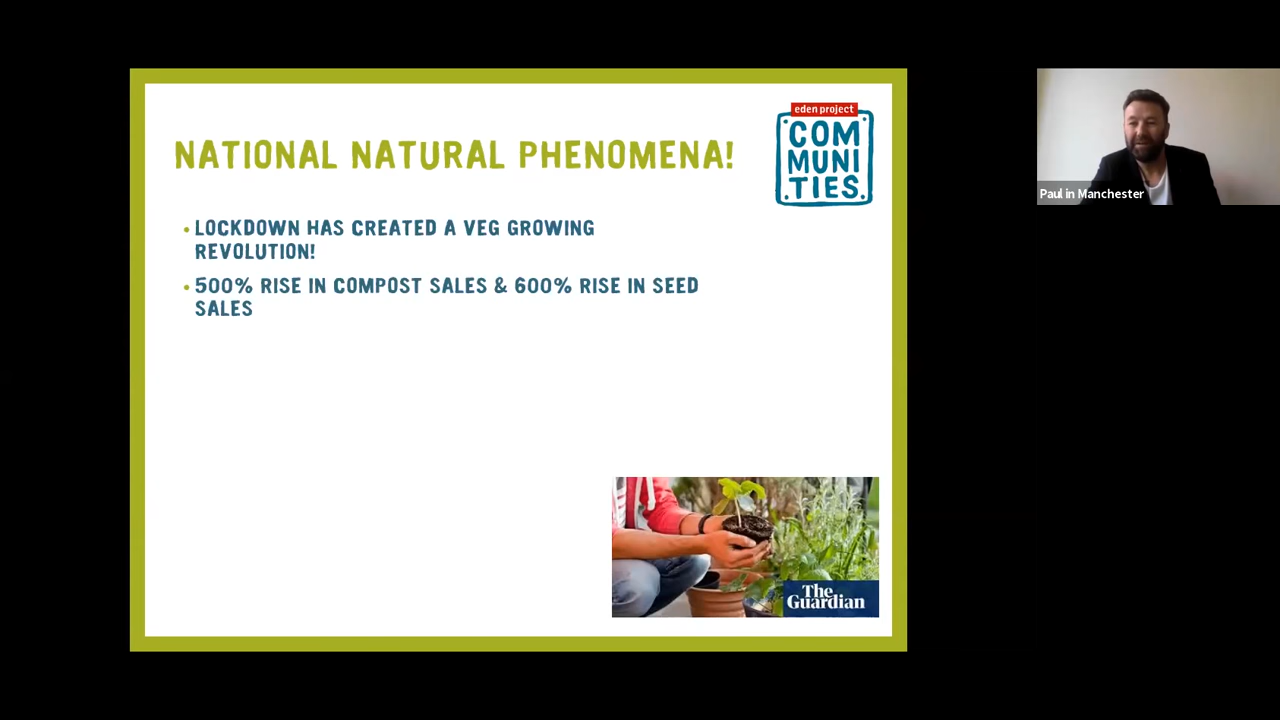 eden project
COM
MUNI
TIES
NATIONAL NATURAL PHENOMENA!
• LOCKDOWN HAS CREATED A VEG GROWING
REVOLUTION!
• 500% RISE IN COMPOST SALES & 600% RISE IN SEED
SALES
The
Guardian
Paul in Manchester